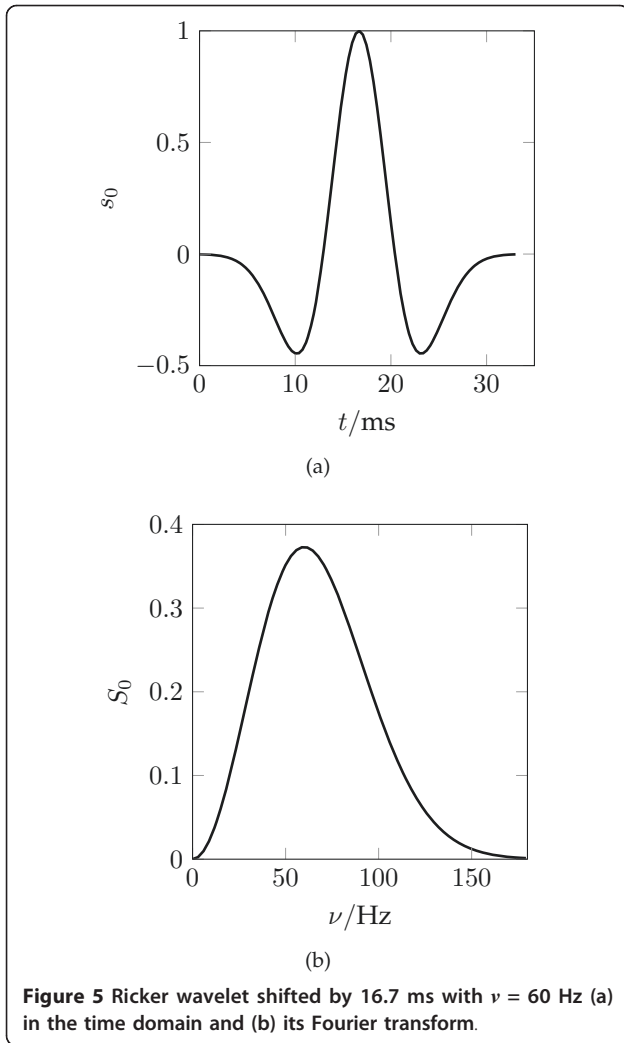 1
0.5
0
−0.5
s₀
0 10 20 30
t/ms
(a)
0.4
0.3
0.2
0.1
0
S₀
0 50 100 150
ν/Hz
(b)
Figure 5 Ricker wavelet shifted by 16.7 ms with ν = 60 Hz (a)
in the time domain and (b) its Fourier transform.